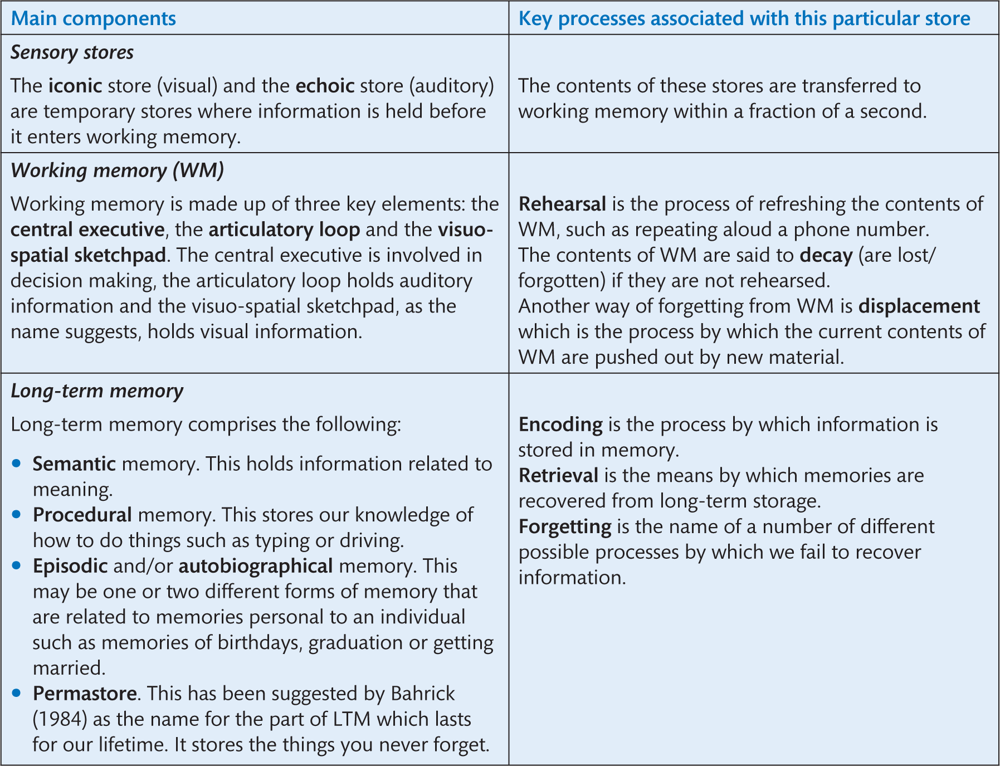 Main components
Key processes associated with this particular store
Sensory stores
The iconic store (visual) and the echoic store (auditory)
are temporary stores where information is held before
it enters working memory.
The contents of these stores are transferred to
working memory within a fraction of a second.
Working memory (WM)
Working memory is made up of three key elements: the
central executive, the articulatory loop and the visuo-
spatial sketchpad. The central executive is involved in
decision making, the articulatory loop holds auditory
information and the visuo-spatial sketchpad, as the
name suggests, holds visual information.
Rehearsal is the process of refreshing the contents of
WM, such as repeating aloud a phone number.
The contents of WM are said to decay (are lost/
forgotten) if they are not rehearsed.
Another way of forgetting from WM is displacement
which is the process by which the current contents of
WM are pushed out by new material.
Long-term memory
Long-term memory comprises the following:
• Semantic memory. This holds information related to
meaning.
• Procedural memory. This stores our knowledge of
how to do things such as typing or driving.
• Episodic and/or autobiographical memory. This
may be one or two different forms of memory that
are related to memories personal to an individual
such as memories of birthdays, graduation or getting
married.
• Permastore. This has been suggested by Bahrick
(1984) as the name for the part of LTM which lasts
for our lifetime. It stores the things you never forget.
Encoding is the process by which information is
stored in memory.
Retrieval is the means by which memories are
recovered from long-term storage.
Forgetting is the name of a number of different
possible processes by which we fail to recover
information.